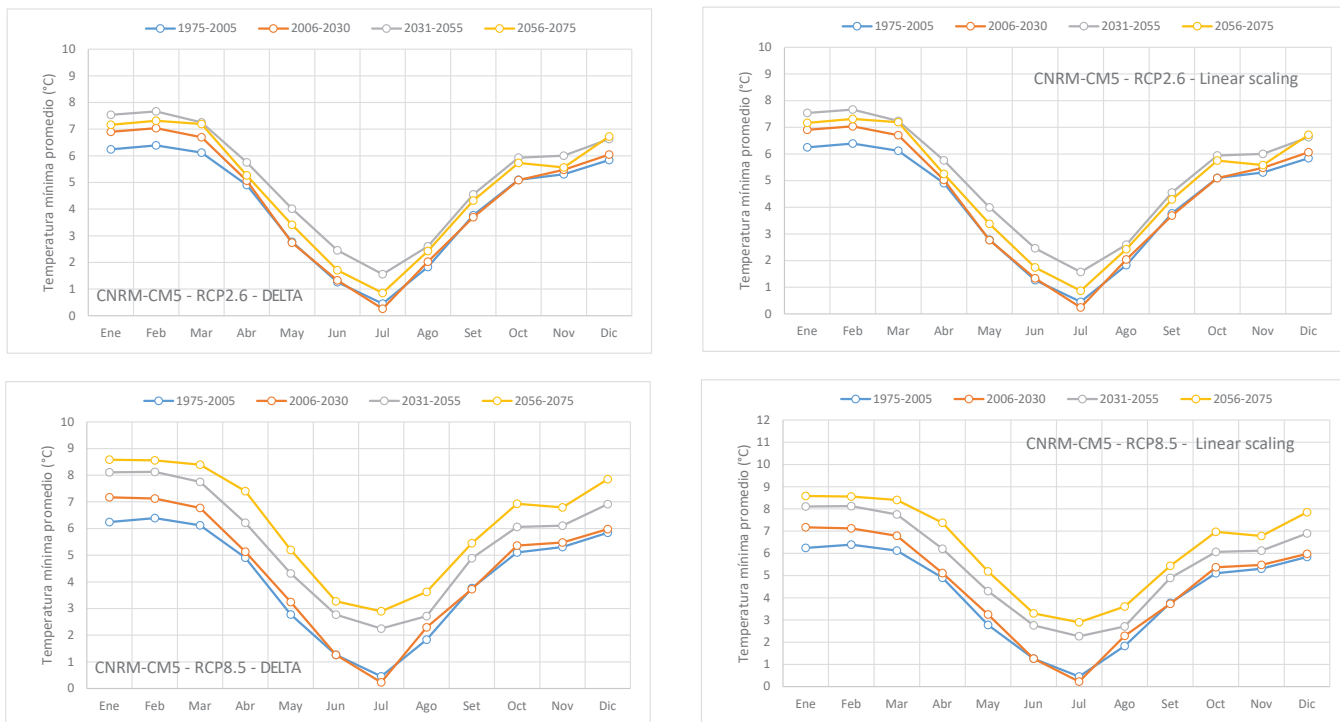 1975-2005 2006-2030 2031-2055 2056-2075
Temperatura mínima promedio (°C)
10
9
8
7
6
5
4
3
2
1
0
CNRM-CM5 - RCP2.6 - DELTA
Ene Feb Mar Abr May Jun Jul Ago Set Oct Nov Dic
1975-2005 2006-2030 2031-2055 2056-2075
Temperatura mínima promedio (°C)
10
9
8
7
6
5
4
3
2
1
0
CNRM-CM5 - RCP2.6 - Linear scaling
Ene Feb Mar Abr May Jun Jul Ago Set Oct Nov Dic
1975-2005 2006-2030 2031-2055 2056-2075
Temperatura mínima promedio (°C)
10
9
8
7
6
5
4
3
2
1
0
CNRM-CM5 - RCP8.5 - DELTA
Ene Feb Mar Abr May Jun Jul Ago Set Oct Nov Dic
1975-2005 2006-2030 2031-2055 2056-2075
Temperatura mínima promedio (°C)
12
11
10
9
8
7
6
5
4
3
2
1
0
CNRM-CM5 - RCP8.5 - Linear scaling
Ene Feb Mar Abr May Jun Jul Ago Set Oct Nov Dic